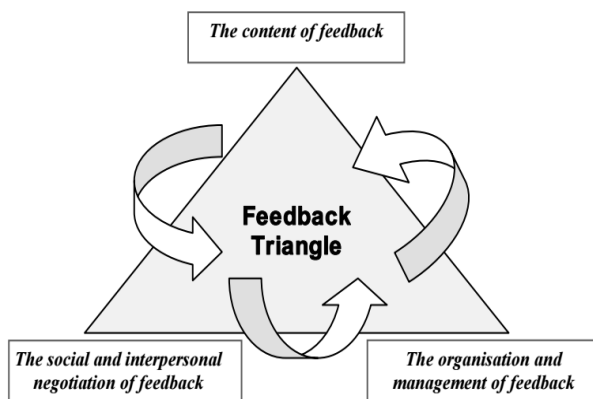 The content of feedback
Feedback
Triangle
The social and interpersonal
negotiation of feedback
The organisation and
management of feedback